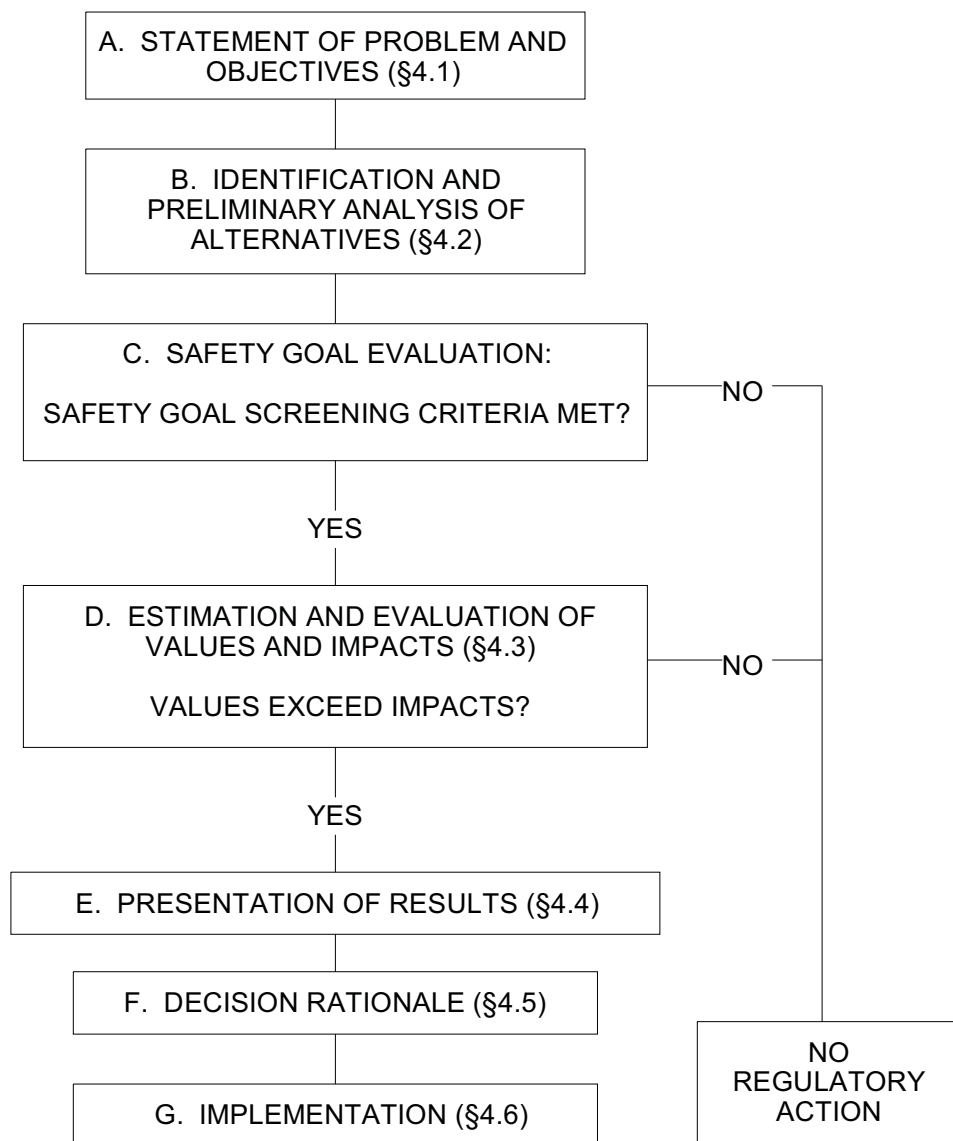 A. STATEMENT OF PROBLEM AND
OBJECTIVES (§4.1)
B. IDENTIFICATION AND
PRELIMINARY ANALYSIS OF
ALTERNATIVES (§4.2)
C. SAFETY GOAL EVALUATION:
SAFETY GOAL SCREENING CRITERIA MET?
NO
YES
D. ESTIMATION AND EVALUATION OF
VALUES AND IMPACTS (§4.3)
VALUES EXCEED IMPACTS?
NO
YES
E. PRESENTATION OF RESULTS (§4.4)
F. DECISION RATIONALE (§4.5)
G. IMPLEMENTATION (§4.6)
NO
REGULATORY
ACTION